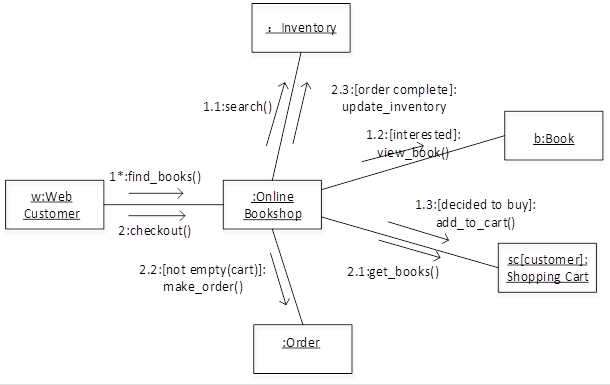 : Inventory
1.1:search()
2.3:[order complete]:
update_inventory
1.2:[interested]:
view_book()
b:Book
1*:find_books()
w:Web
Customer
2:checkout()
:Online
Bookshop
1.3:[decided to buy]:
add_to_cart()
2.1:get_books()
sc[customer]:
Shopping Cart
2.2:[not empty(cart)]:
make_order()
:Order